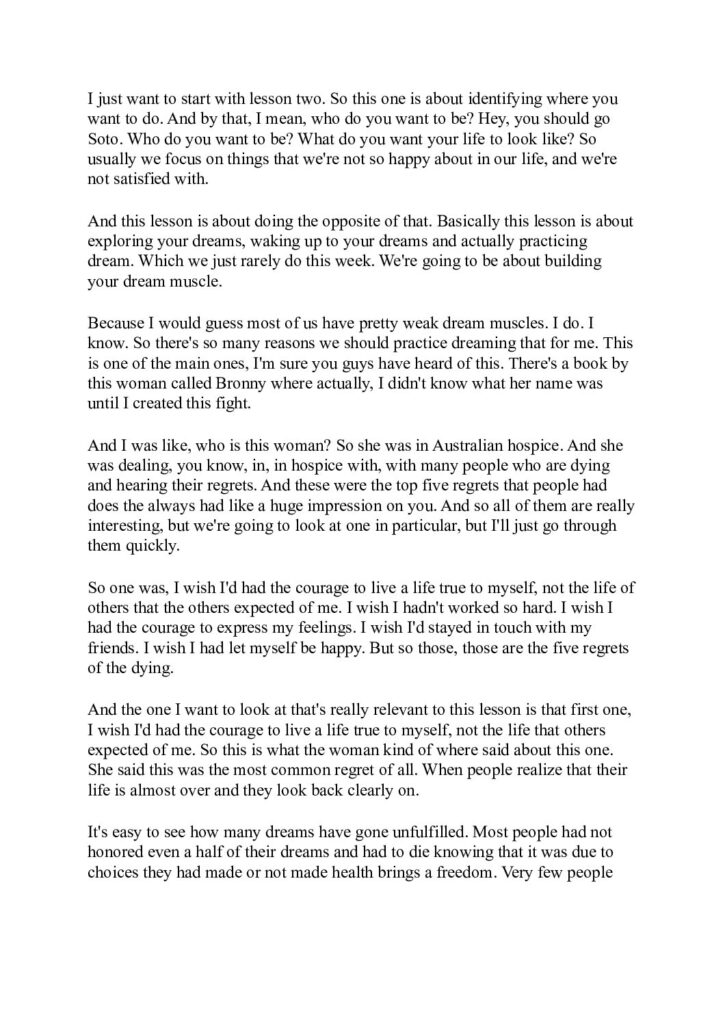 I just want to start with lesson two. So this one is about identifying where you
want to do. And by that, I mean, who do you want to be? Hey, you should go
Soto. Who do you want to be? What do you want your life to look like? So
usually we focus on things that we're not so happy about in our life, and we're
not satisfied with.
And this lesson is about doing the opposite of that. Basically this lesson is about
exploring your dreams, waking up to your dreams and actually practicing
dream. Which we just rarely do this week. We're going to be about building
your dream muscle.
Because I would guess most of us have pretty weak dream muscles. I do. I
know. So there's so many reasons we should practice dreaming that for me. This
is one of the main ones, I'm sure you guys have heard of this. There's a book by
this woman called Bronny where actually, I didn't know what her name was
until I created this fight.
And I was like, who is this woman? So she was in Australian hospice. And she
was dealing, you know, in, in hospice with, with many people who are dying
and hearing their regrets. And these were the top five regrets that people had
does the always had like a huge impression on you. And so all of them are really
interesting, but we're going to look at one in particular, but I'll just go through
them quickly.
So one was, I wish I'd had the courage to live a life true to myself, not the life of
others that the others expected of me. I wish I hadn't worked so hard. I wish I
had the courage to express my feelings. I wish I'd stayed in touch with my
friends. I wish I had let myself be happy. But so those, those are the five regrets
of the dying.
And the one I want to look at that's really relevant to this lesson is that first one,
I wish I'd had the courage to live a life true to myself, not the life that others
expected of me. So this is what the woman kind of where said about this one.
She said this was the most common regret of all. When people realize that their
life is almost over and they look back clearly on.
It's easy to see how many dreams have gone unfulfilled. Most people had not
honored even a half of their dreams and had to die knowing that it was due to
choices they had made or not made health brings a freedom. Very few people